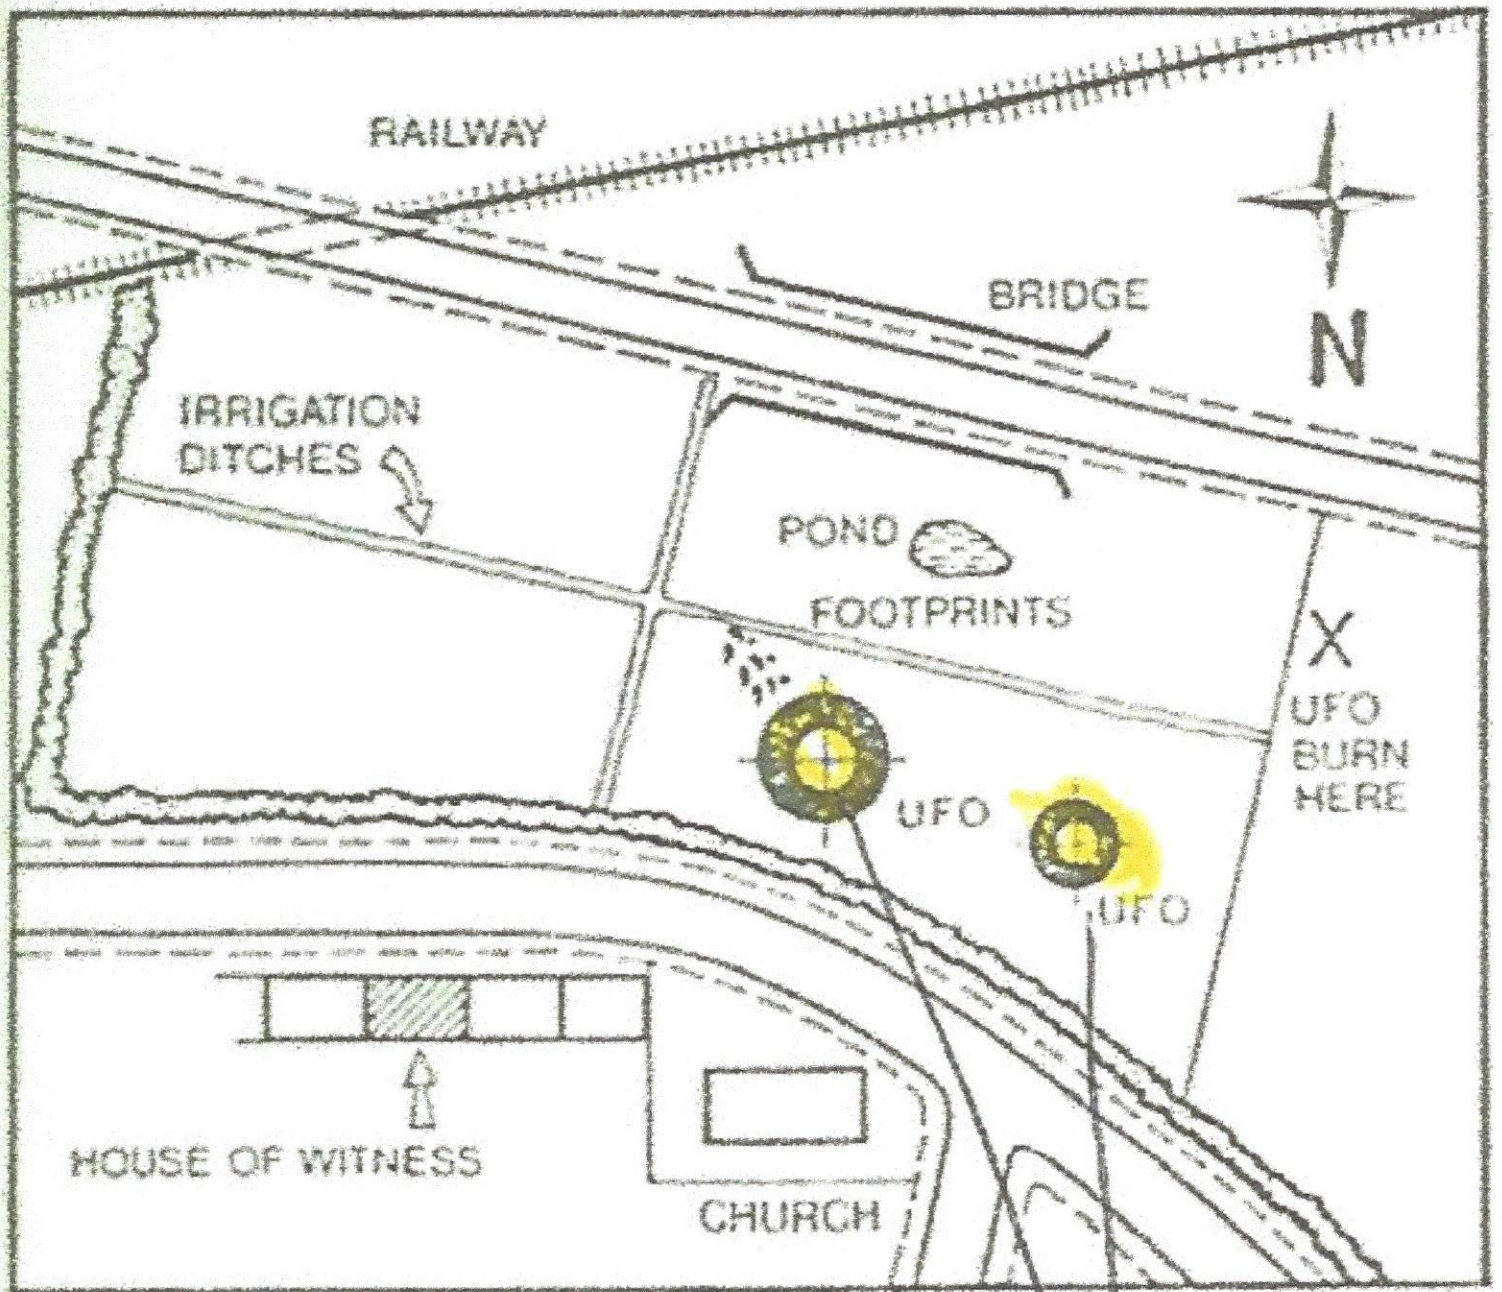 RAILWAY
BRIDGE
N
IRRIGATION
DITCHES
POND
FOOTPRINTS
X
UFO
BURN
HERE
UFO
UFO
HOUSE OF WITNESS
CHURCH